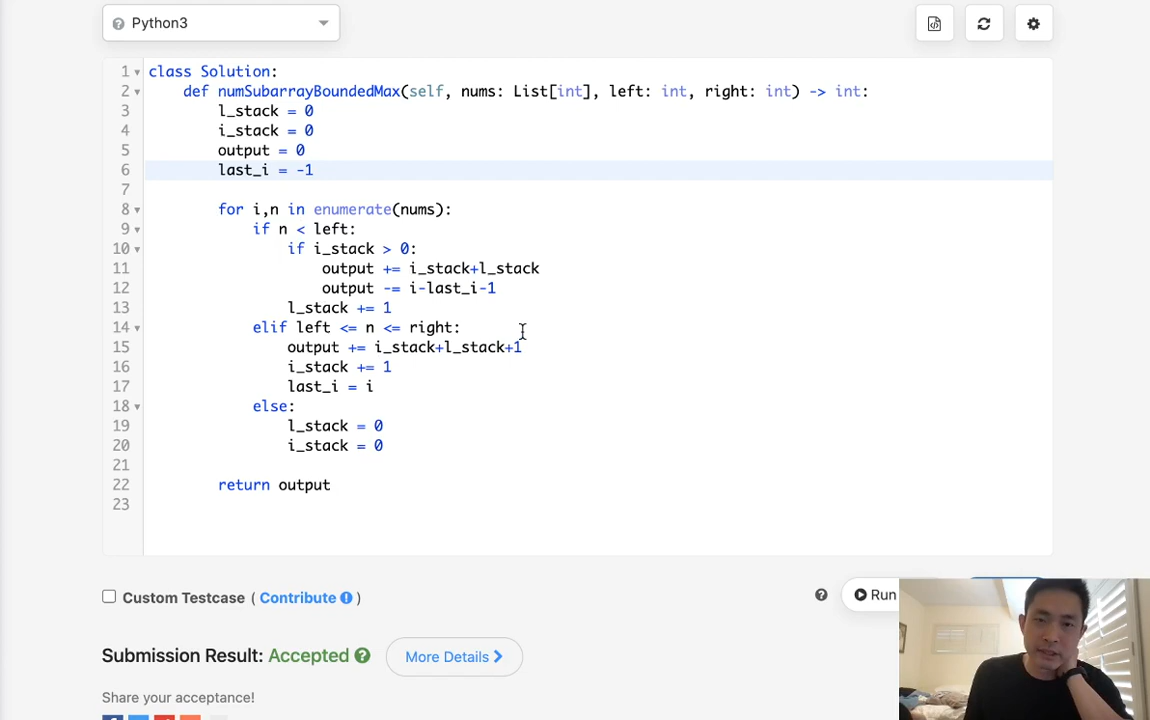 Python3
1 class Solution:
2 def numSubarrayBoundedMax(self, nums: List[int], left: int, right: int) -> int:
3 l_stack = 0
4 i_stack = 0
5 output = 0
6 last_i = -1
7
8 for i,n in enumerate(nums):
9 if n < left:
10 if i_stack > 0:
11 output += i_stack+l_stack
12 output -= i-last_i-1
13 l_stack += 1
14 elif left <= n <= right:
15 output += i_stack+l_stack+1
16 i_stack += 1
17 last_i = i
18 else:
19 l_stack = 0
20 i_stack = 0
21
22 return output
23
Custom Testcase ( Contribute )
Run
Submission Result: Accepted
More Details
Share your acceptance!